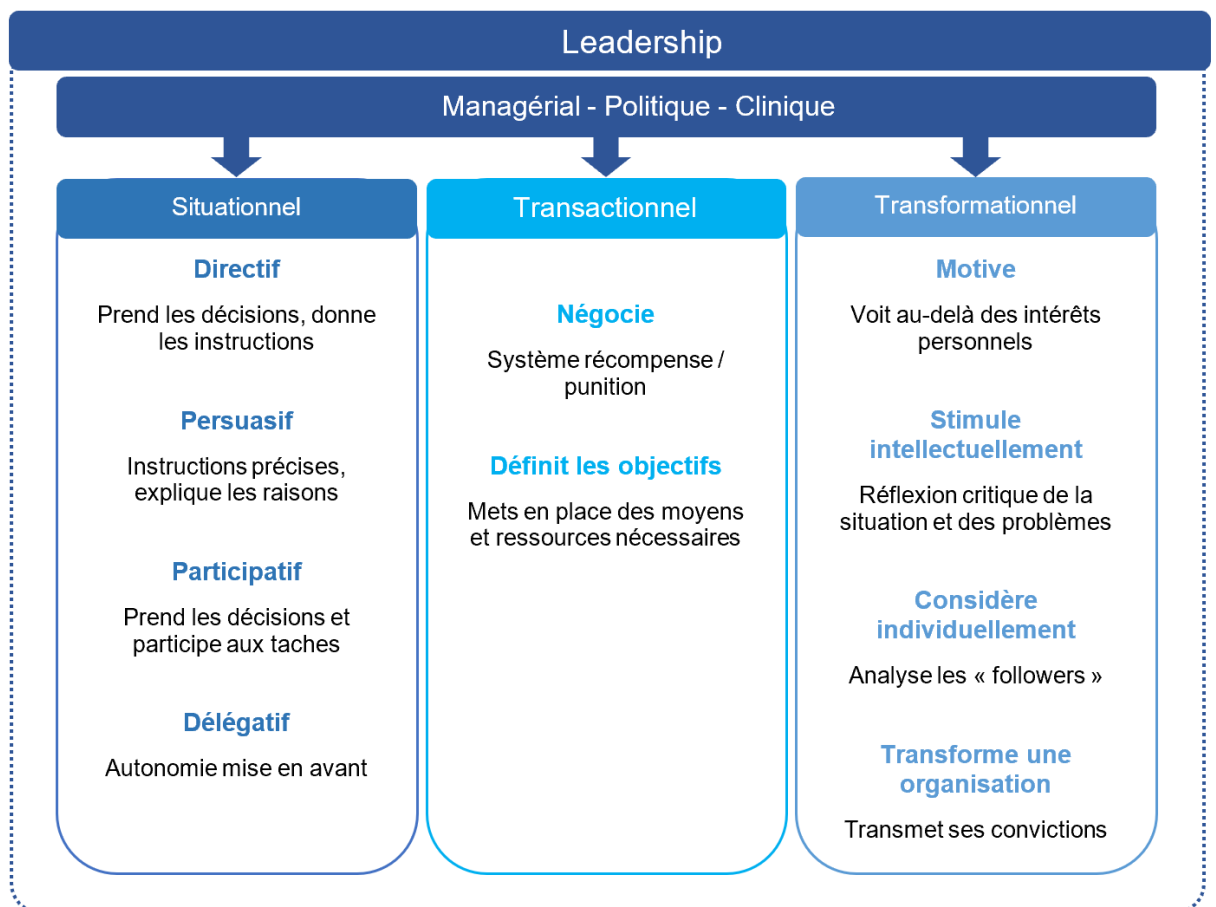 Leadership
Managérial - Politique - Clinique
Situationnel
Directif
Prend les décisions, donne
les instructions
Persuasif
Instructions précises,
explique les raisons
Participatif
Prend les décisions et
participe aux taches
Délégatif
Autonomie mise en avant
Transactionnel
Négocie
Système récompense /
punition
Définit les objectifs
Mets en place des moyens
et ressources nécessaires
Transformationnel
Motive
Voit au-delà des intérêts
personnels
Stimule
intellectuellement
Réflexion critique de la
situation et des problèmes
Considère
individuellement
Analyse les « followers »
Transforme une
organisation
Transmet ses convictions